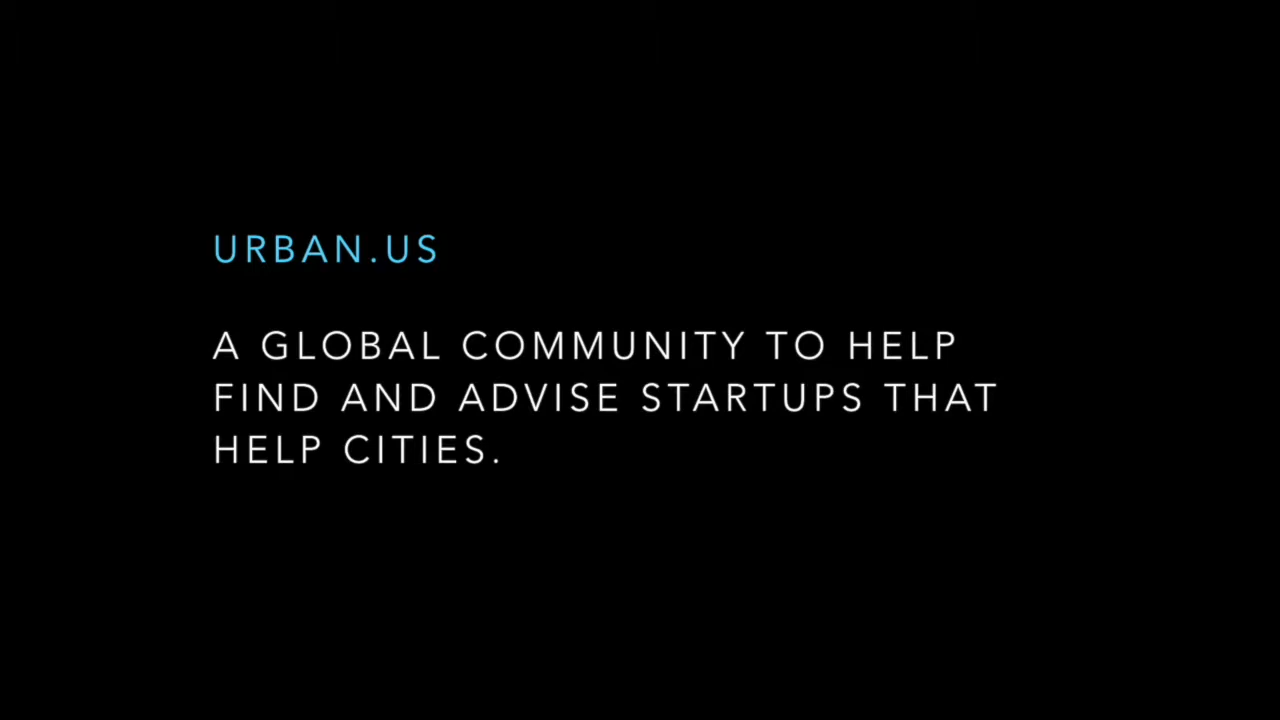 URBAN.US
A GLOBAL COMMUNITY TO HELP
FIND AND ADVISE STARTUPS THAT
HELP CITIES.